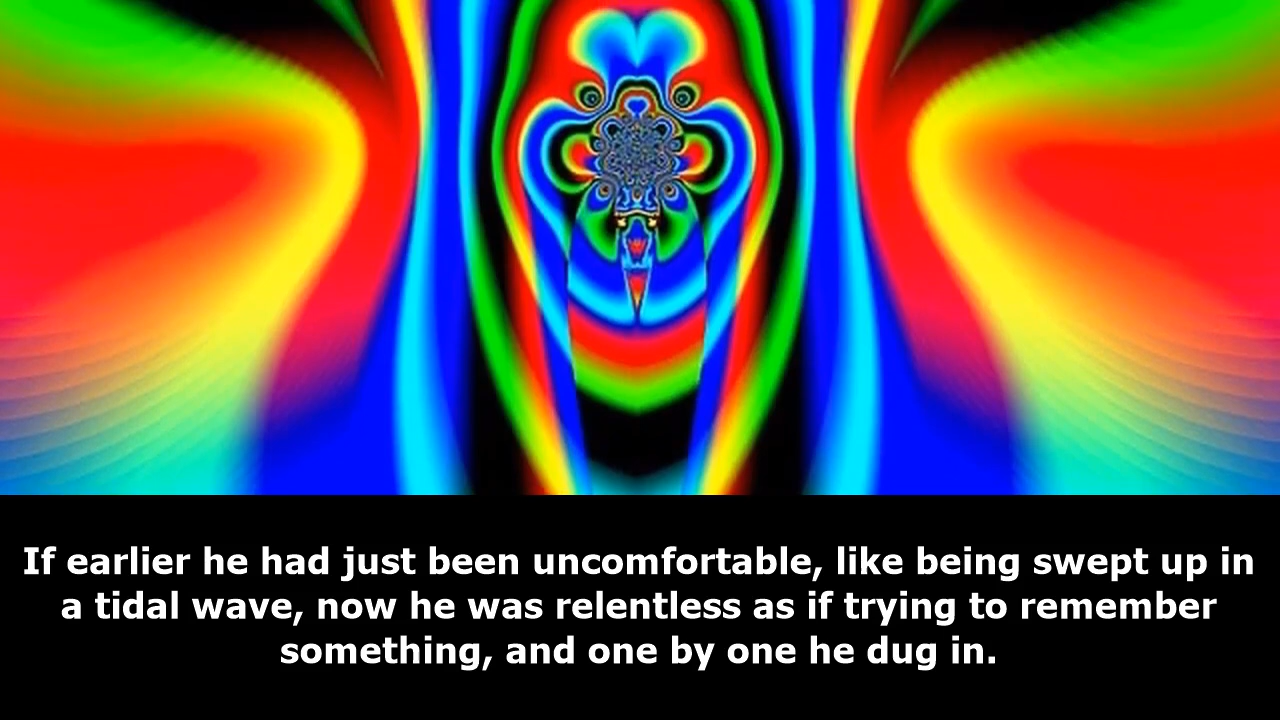 If earlier he had just been uncomfortable, like being swept up in
a tidal wave, now he was relentless as if trying to remember
something, and one by one he dug in.